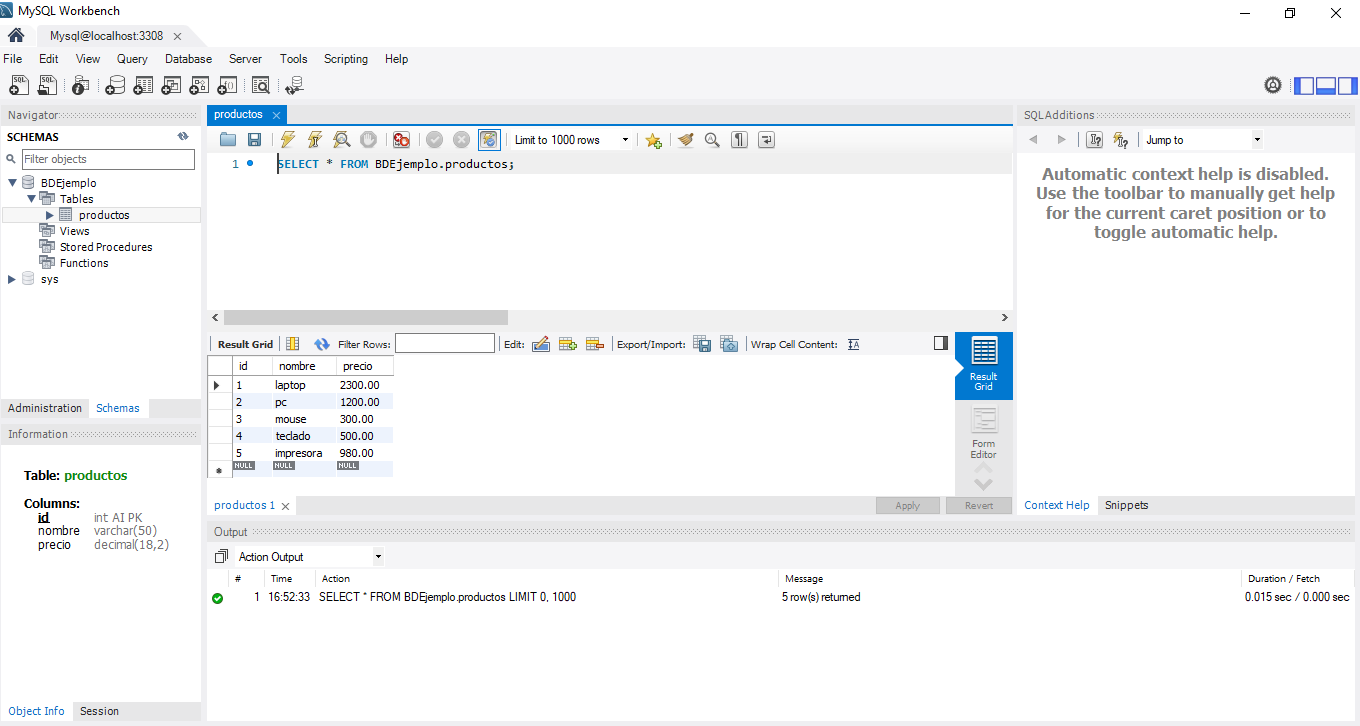 MySQL Workbench
Mysql@localhost:3308
File Edit View Query Database Server Tools Scripting Help
Navigator
SCHEMAS
Filter objects
BDEjemplo
Tables
productos
Views
Stored Procedures
Functions
sys
Administration Schemas
Information
Table: productos
Columns:
id int AI PK
nombre varchar(50)
precio decimal(18,2)
Object Info Session
productos
Limit to 1000 rows
1 SELECT * FROM BDEjemplo.productos;
Result Grid Filter Rows: Edit: Export/Import: Wrap Cell Content: IA
id nombre precio
1 laptop 2300.00
2 pc 1200.00
3 mouse 300.00
4 teclado 500.00
5 impresora 980.00
NULL NULL NULL
Result
Grid
Form
Editor
productos 1
Apply Revert
SQLAdditions
Jump to
Automatic context help is disabled.
Use the toolbar to manually get help
for the current caret position or to
toggle automatic help.
Context Help Snippets
Output
Action Output
# Time Action Message Duration / Fetch
1 16:52:33 SELECT * FROM BDEjemplo.productos LIMIT 0, 1000 5 row(s) returned 0.015 sec / 0.000 sec